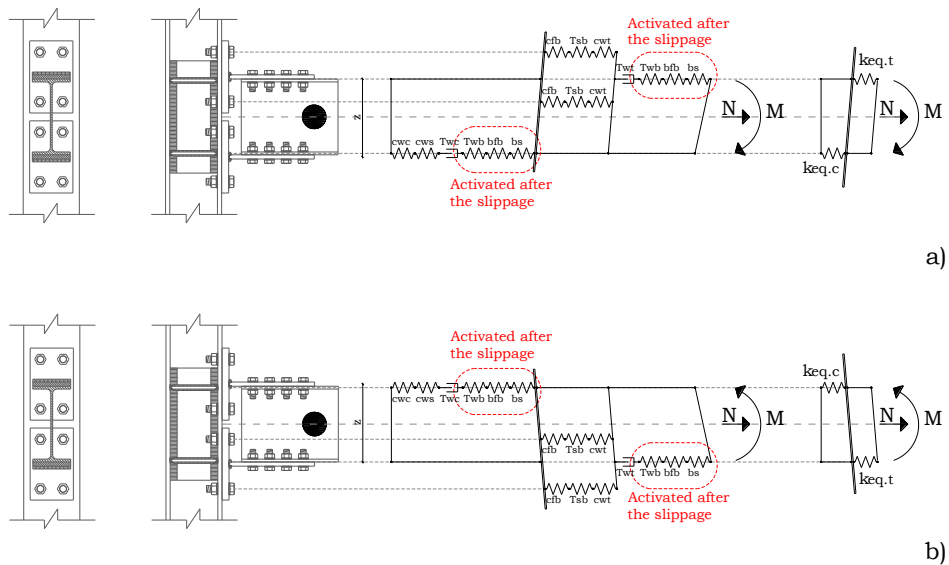 Activated after
the slippage
cfb Tsb cwt
Twt Twb bfb bs
keq.t
cfb Tsb cwt
z
N M
N M
cwc cws Twc Twb bfb bs
keq.c
Activated after
the slippage
a)
Activated after
the slippage
keq.c
cwc cws Twc Twb bfb bs
z
N M
N M
cfb Tsb cwt
Twt Twb bfb bs
keq.t
cfb Tsb cwt
Activated after
the slippage
b)